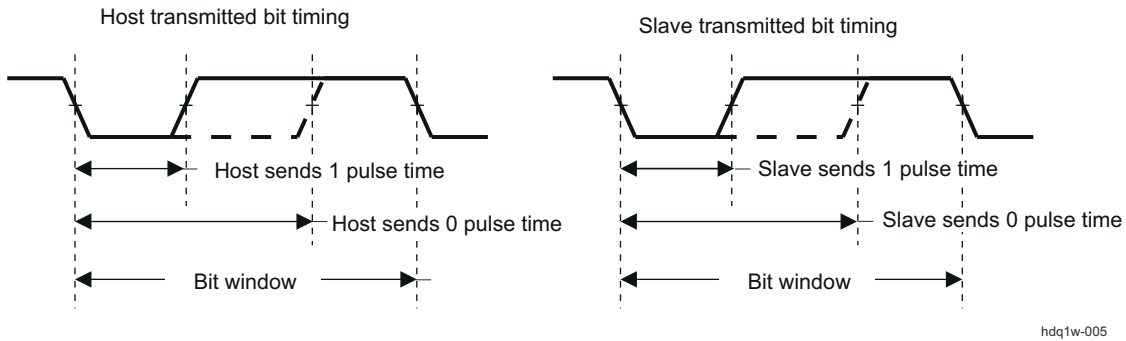 Host transmitted bit timing
Slave transmitted bit timing
Host sends 1 pulse time
Slave sends 1 pulse time
Host sends 0 pulse time
Slave sends 0 pulse time
Bit window
Bit window
hdq1w-005